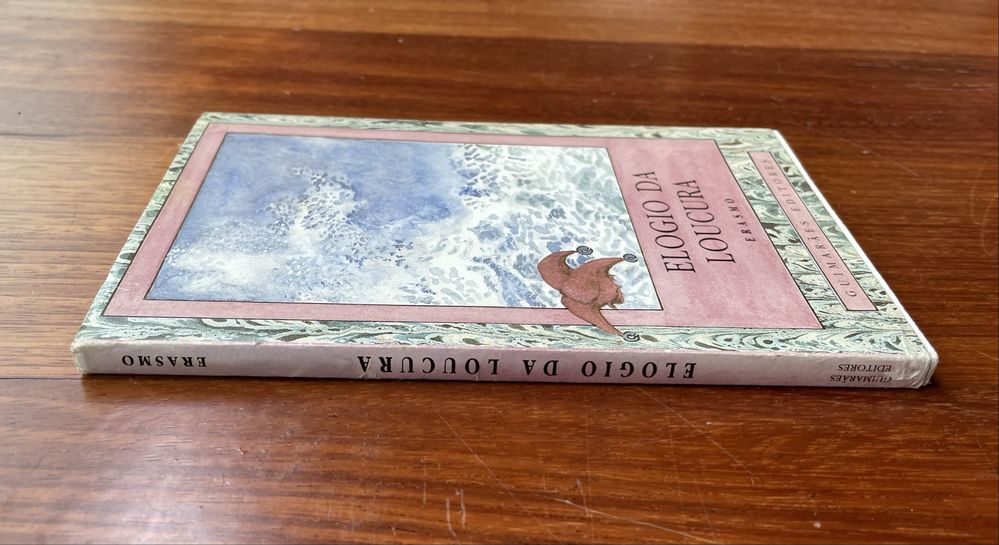 ELOGIO DA
LOUCURA
ERASMO
GUIMARÃES EDITORES
ERASMO
ELOGIO DA LOUCURA
GUIMARÃES
EDITORES